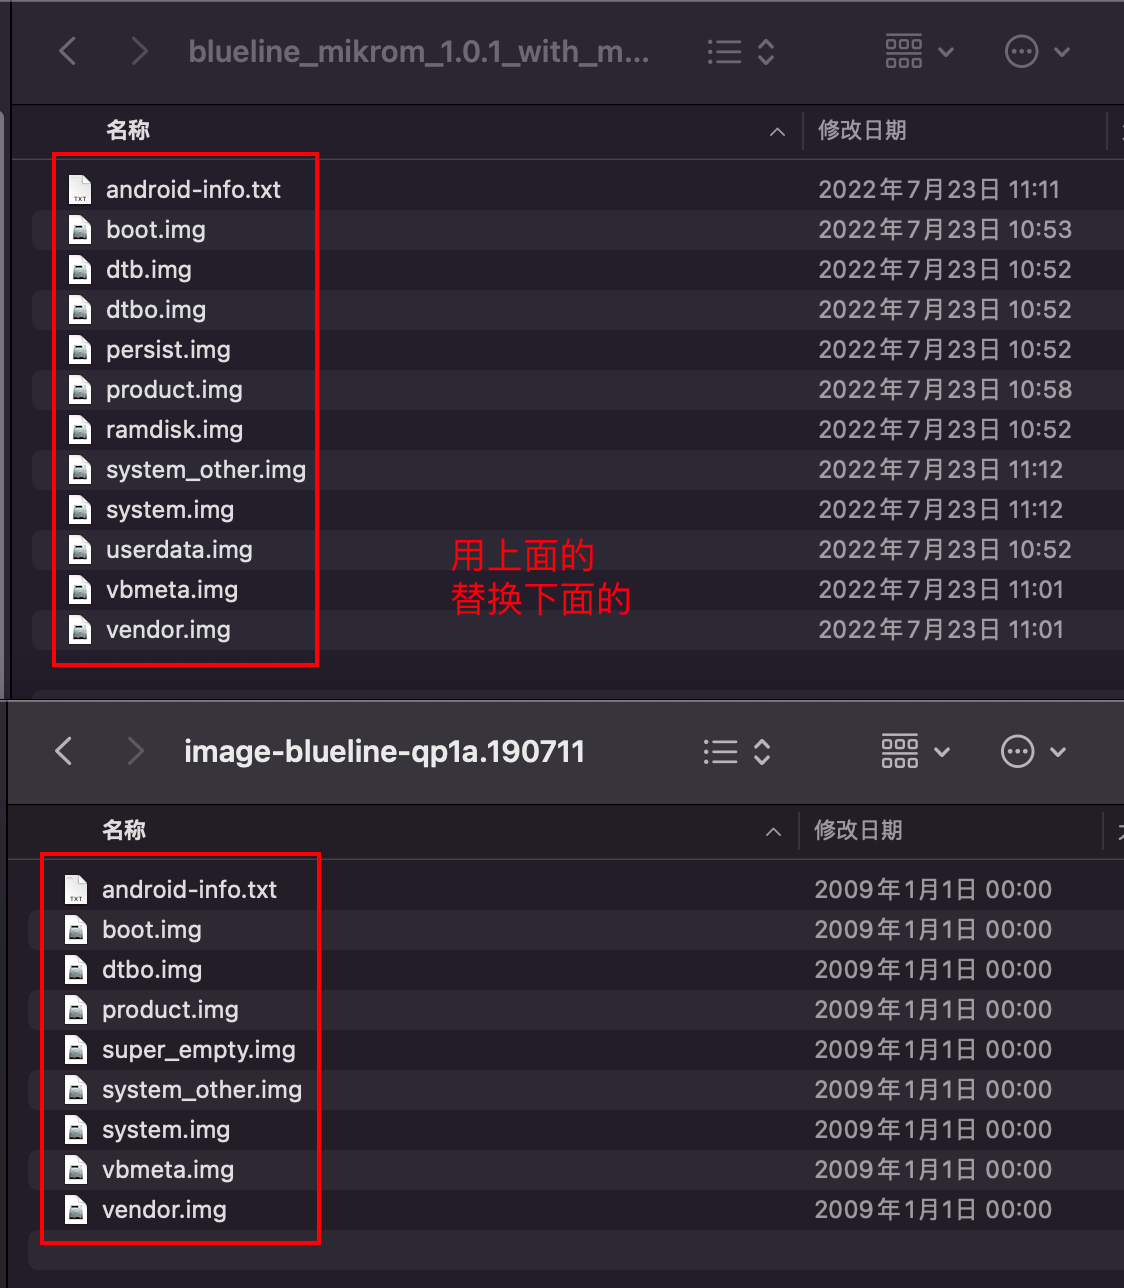 blueline_mikrom_1.0.1_with_m...
名称 修改日期
android-info.txt 2022年7月23日 11:11
boot.img 2022年7月23日 10:53
dtb.img 2022年7月23日 10:52
dtbo.img 2022年7月23日 10:52
persist.img 2022年7月23日 10:52
product.img 2022年7月23日 10:58
ramdisk.img 2022年7月23日 10:52
system_other.img 2022年7月23日 11:12
system.img 2022年7月23日 11:12
userdata.img 2022年7月23日 10:52
vbmeta.img 2022年7月23日 11:01
vendor.img 2022年7月23日 11:01
用上面的
替换下面的
image-blueline-qp1a.190711
名称 修改日期
android-info.txt 2009年1月1日 00:00
boot.img 2009年1月1日 00:00
dtbo.img 2009年1月1日 00:00
product.img 2009年1月1日 00:00
super_empty.img 2009年1月1日 00:00
system_other.img 2009年1月1日 00:00
system.img 2009年1月1日 00:00
vbmeta.img 2009年1月1日 00:00
vendor.img 2009年1月1日 00:00